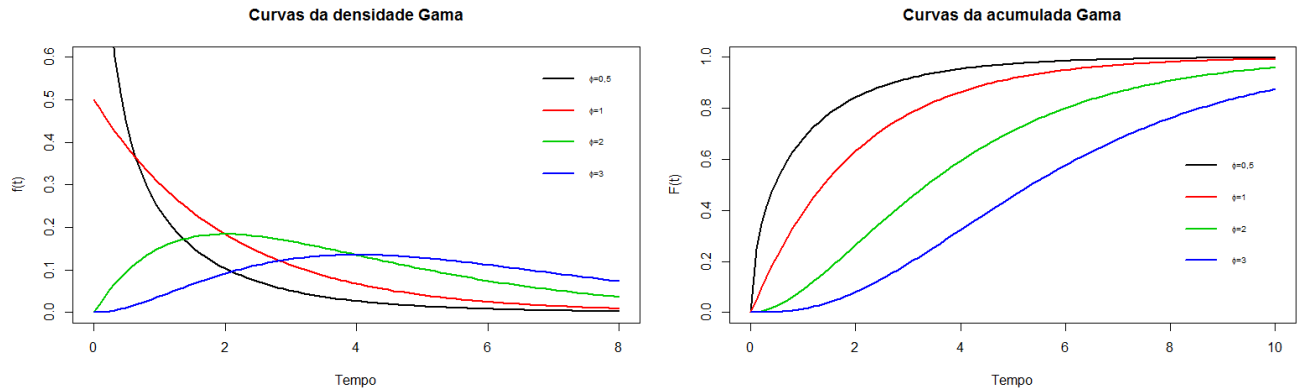 Curvas da densidade Gama
f(t)
0.6
0.5
0.4
0.3
0.2
0.1
0.0
ϕ=0,5
ϕ=1
ϕ=2
ϕ=3
0 2 4 6 8
Tempo
Curvas da acumulada Gama
F(t)
1.0
0.8
0.6
0.4
0.2
0.0
ϕ=0,5
ϕ=1
ϕ=2
ϕ=3
0 2 4 6 8 10
Tempo